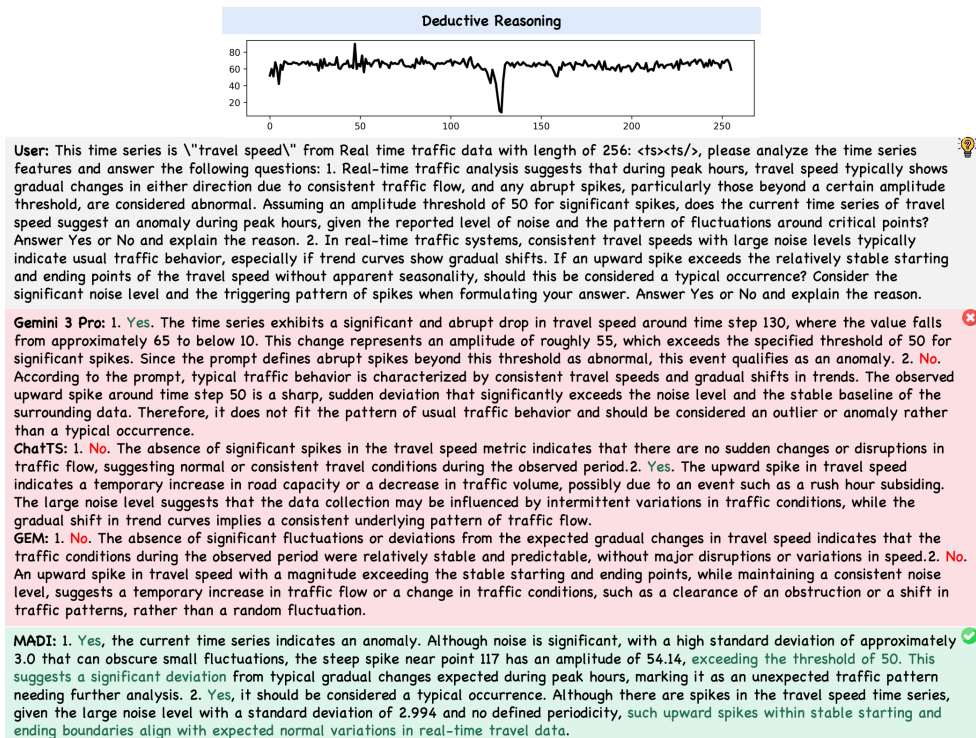 Deductive Reasoning
80
60
40
20
0
50
100
150
200
250
User: This time series is \"travel speed\" from Real time traffic data with length of 256: <ts><ts/>, please analyze the time series
features and answer the following questions: 1. Real-time traffic analysis suggests that during peak hours, travel speed typically shows
gradual changes in either direction due to consistent traffic flow, and any abrupt spikes, particularly those beyond a certain amplitude
threshold, are considered abnormal. Assuming an amplitude threshold of 50 for significant spikes, does the current time series of travel
speed suggest an anomaly during peak hours, given the reported level of noise and the pattern of fluctuations around critical points?
Answer Yes or No and explain the reason. 2. In real-time traffic systems, consistent travel speeds with large noise levels typically
indicate usual traffic behavior, especially if trend curves show gradual shifts. If an upward spike exceeds the relatively stable starting
and ending points of the travel speed without apparent seasonality, should this be considered a typical occurrence? Consider the
significant noise level and the triggering pattern of spikes when formulating your answer. Answer Yes or No and explain the reason.
Gemini 3 Pro: 1. Yes. The time series exhibits a significant and abrupt drop in travel speed around time step 130, where the value falls
from approximately 65 to below 10. This change represents an amplitude of roughly 55, which exceeds the specified threshold of 50 for
significant spikes. Since the prompt defines abrupt spikes beyond this threshold as abnormal, this event qualifies as an anomaly. 2. No.
According to the prompt, typical traffic behavior is characterized by consistent travel speeds and gradual shifts in trends. The observed
upward spike around time step 50 is a sharp, sudden deviation that significantly exceeds the noise level and the stable baseline of the
surrounding data. Therefore, it does not fit the pattern of usual traffic behavior and should be considered an outlier or anomaly rather
than a typical occurrence.
ChatTS: 1. No. The absence of significant spikes in the travel speed metric indicates that there are no sudden changes or disruptions in
traffic flow, suggesting normal or consistent travel conditions during the observed period.2. Yes. The upward spike in travel speed
indicates a temporary increase in road capacity or a decrease in traffic volume, possibly due to an event such as a rush hour subsiding.
The large noise level suggests that the data collection may be influenced by intermittent variations in traffic conditions, while the
gradual shift in trend curves implies a consistent underlying pattern of traffic flow.
GEM: 1. No. The absence of significant fluctuations or deviations from the expected gradual changes in travel speed indicates that the
traffic conditions during the observed period were relatively stable and predictable, without major disruptions or variations in speed.2. No.
An upward spike in travel speed with a magnitude exceeding the stable starting and ending points, while maintaining a consistent noise
level, suggests a temporary increase in traffic flow or a change in traffic conditions, such as a clearance of an obstruction or a shift in
traffic patterns, rather than a random fluctuation.
MADI: 1. Yes, the current time series indicates an anomaly. Although noise is significant, with a high standard deviation of approximately
3.0 that can obscure small fluctuations, the steep spike near point 117 has an amplitude of 54.14, exceeding the threshold of 50. This
suggests a significant deviation from typical gradual changes expected during peak hours, marking it as an unexpected traffic pattern
needing further analysis. 2. Yes, it should be considered a typical occurrence. Although there are spikes in the travel speed time series,
given the large noise level with a standard deviation of 2.994 and no defined periodicity, such upward spikes within stable starting and
ending boundaries align with expected normal variations in real-time travel data.